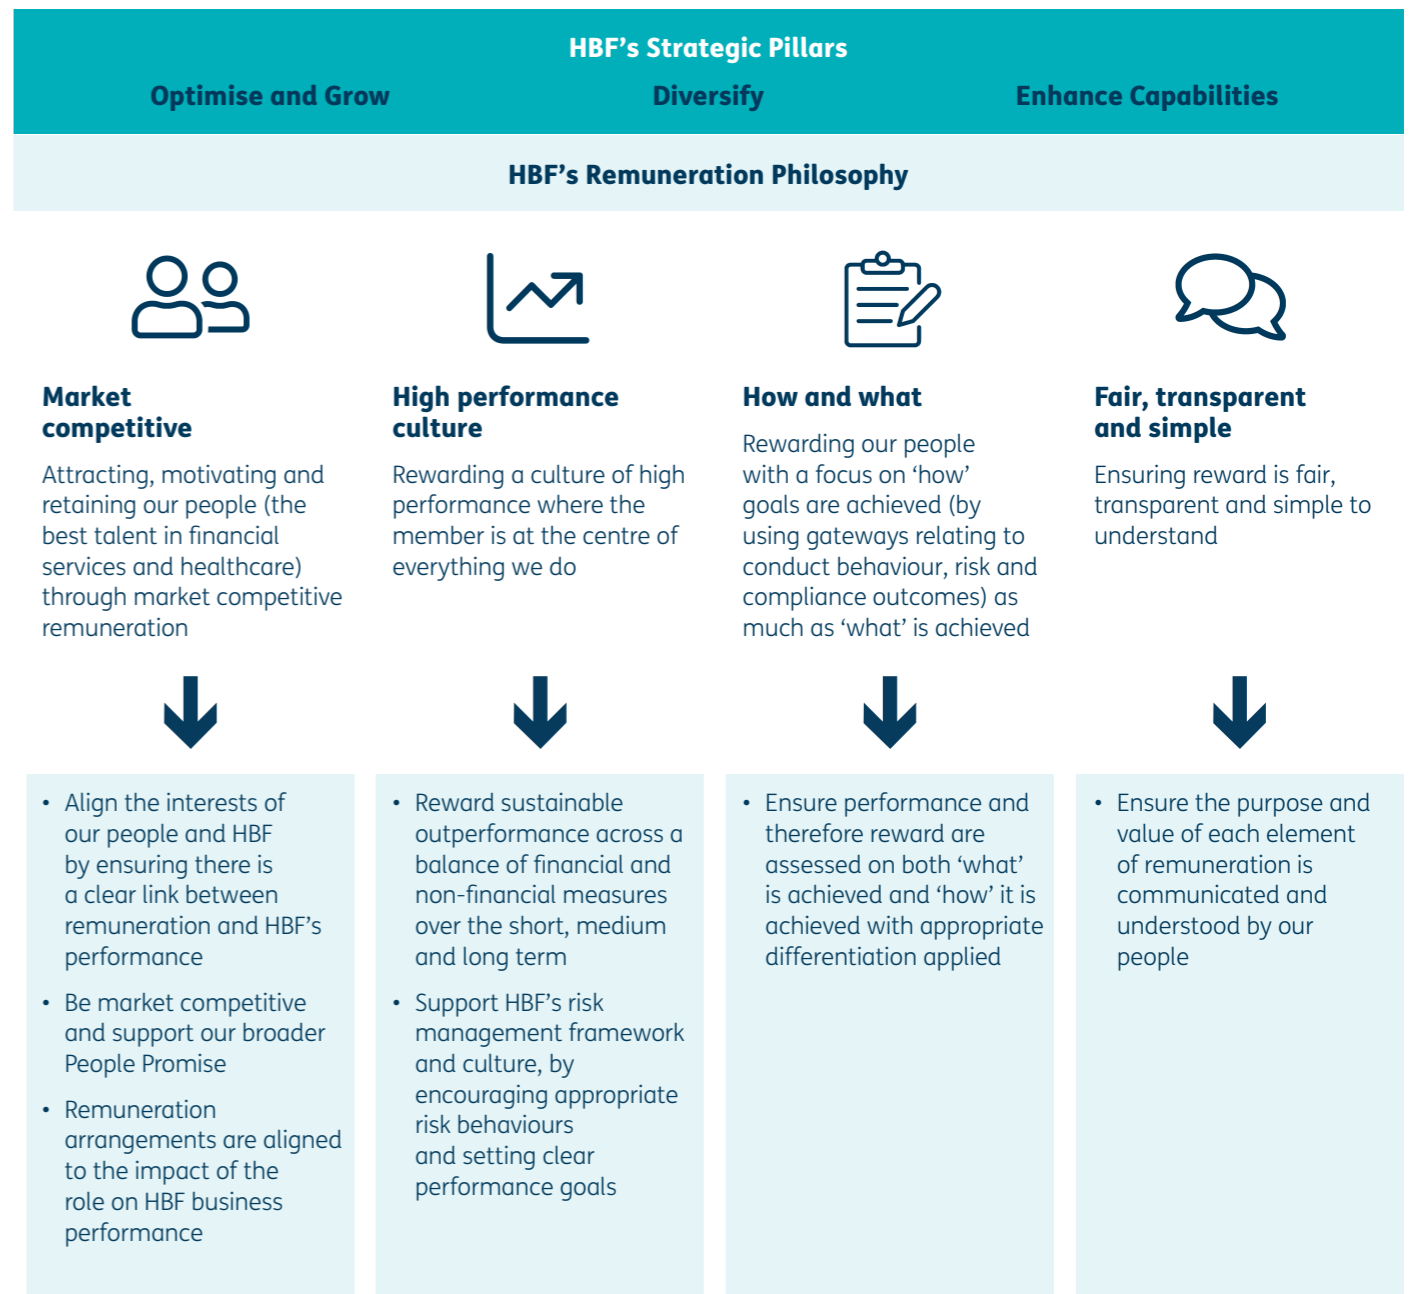 HBF’s Strategic Pillars
Optimise and Grow
Diversify
Enhance Capabilities
HBF’s Remuneration Philosophy
Market
competitive
Attracting, motivating and
retaining our people (the
best talent in financial
services and healthcare)
through market competitive
remuneration
High performance
culture
Rewarding a culture of high
performance where the
member is at the centre of
everything we do
How and what
Rewarding our people
with a focus on ‘how’
goals are achieved (by
using gateways relating to
conduct behaviour, risk and
compliance outcomes) as
much as ‘what’ is achieved
Fair, transparent
and simple
Ensuring reward is fair,
transparent and simple to
understand
• Align the interests of
our people and HBF
by ensuring there is
a clear link between
remuneration and HBF’s
performance
• Be market competitive
and support our broader
People Promise
• Remuneration
arrangements are aligned
to the impact of the
role on HBF business
performance
• Reward sustainable
outperformance across a
balance of financial and
non-financial measures
over the short, medium
and long term
• Support HBF’s risk
management framework
and culture, by
encouraging appropriate
risk behaviours
and setting clear
performance goals
• Ensure performance and
therefore reward are
assessed on both ‘what’
is achieved and ‘how’ it is
achieved with appropriate
differentiation applied
• Ensure the purpose and
value of each element
of remuneration is
communicated and
understood by our
people